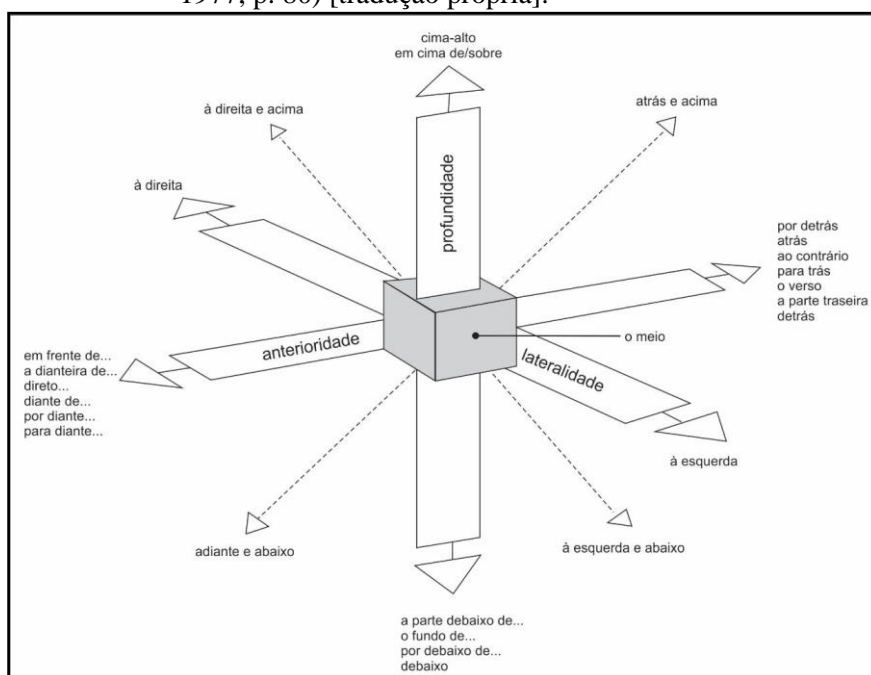 1977, p. 80) [tradução própria].
cima-alto
em cima de/sobre
à direita e acima
atrás e acima
profundidade
à direita
por detrás
atrás
ao contrário
para trás
o verso
a parte traseira
detrás
o meio
anterioridade
lateralidade
em frente de...
a dianteira de...
direto...
diante de...
por diante...
para diante...
à esquerda
adiante e abaixo
à esquerda e abaixo
a parte debaixo de...
o fundo de...
por debaixo de...
debaixo